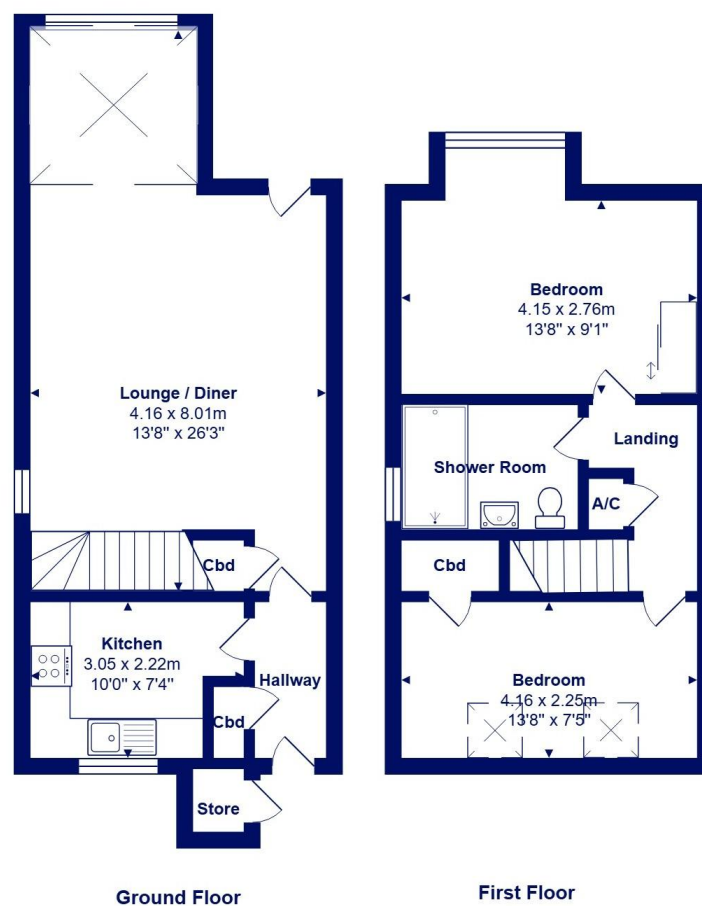 Lounge / Diner
4.16 x 8.01m
13'8" x 26'3"
Cbd
Kitchen
3.05 x 2.22m
10'0" x 7'4"
Hallway
Cbd
Store
Ground Floor
Bedroom
4.15 x 2.76m
13'8" x 9'1"
Landing
Shower Room
A/C
Cbd
Bedroom
4.16 x 2.25m
13'8" x 7'5"
First Floor